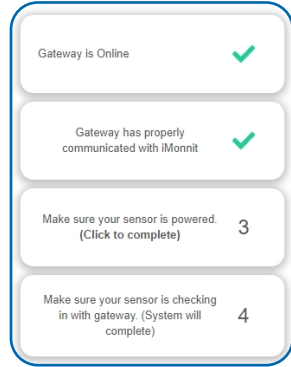 Gateway is Online
Gateway has properly
communicated with iMonnit
Make sure your sensor is powered.
(Click to complete)
3
Make sure your sensor is checking
in with gateway. (System will
complete)
4